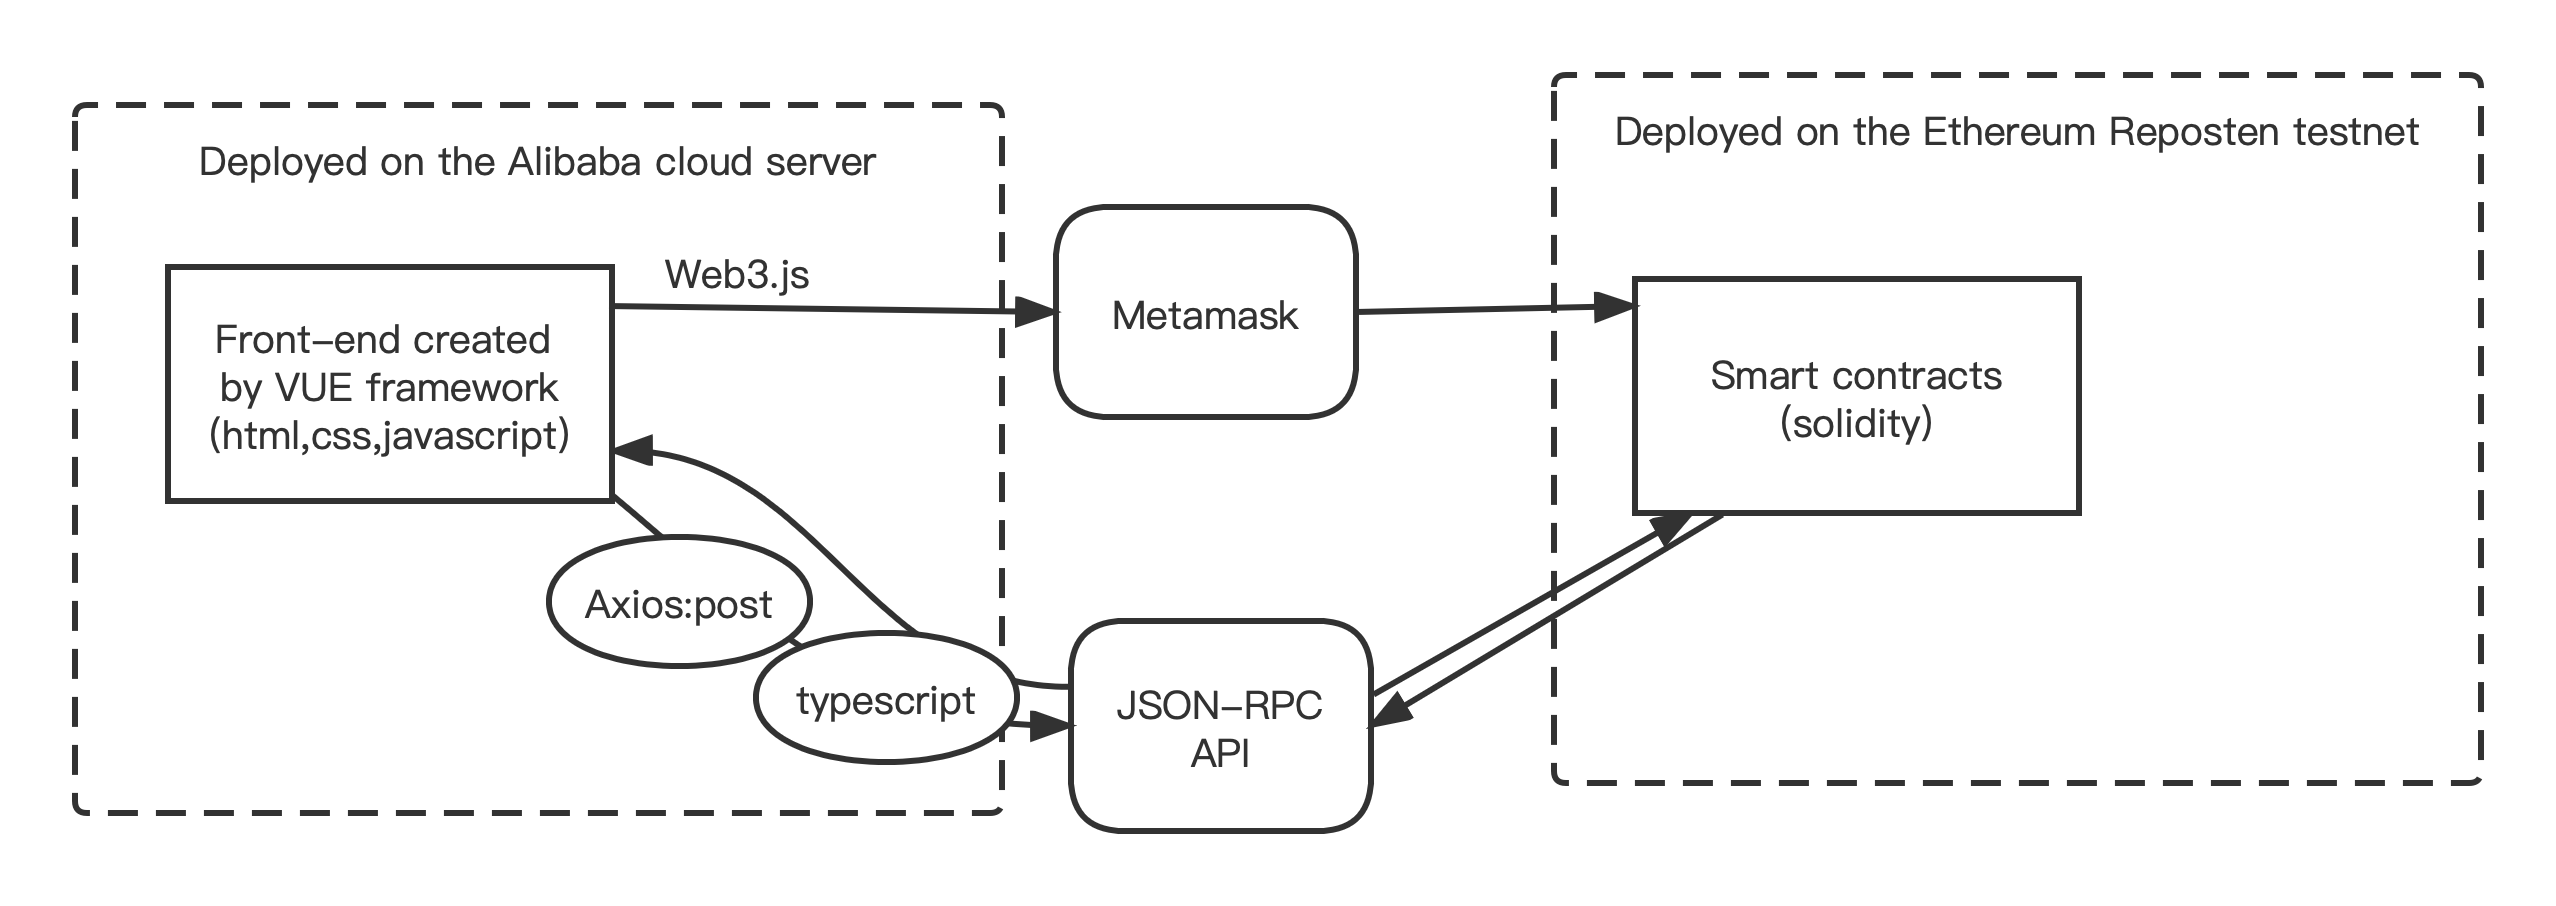 Deployed on the Alibaba cloud server
Deployed on the Ethereum Reposten testnet
Web3.js
Front-end created
by VUE framework
(html,css,javascript)
Metamask
Smart contracts
(solidity)
Axios:post
typescript
JSON-RPC
API